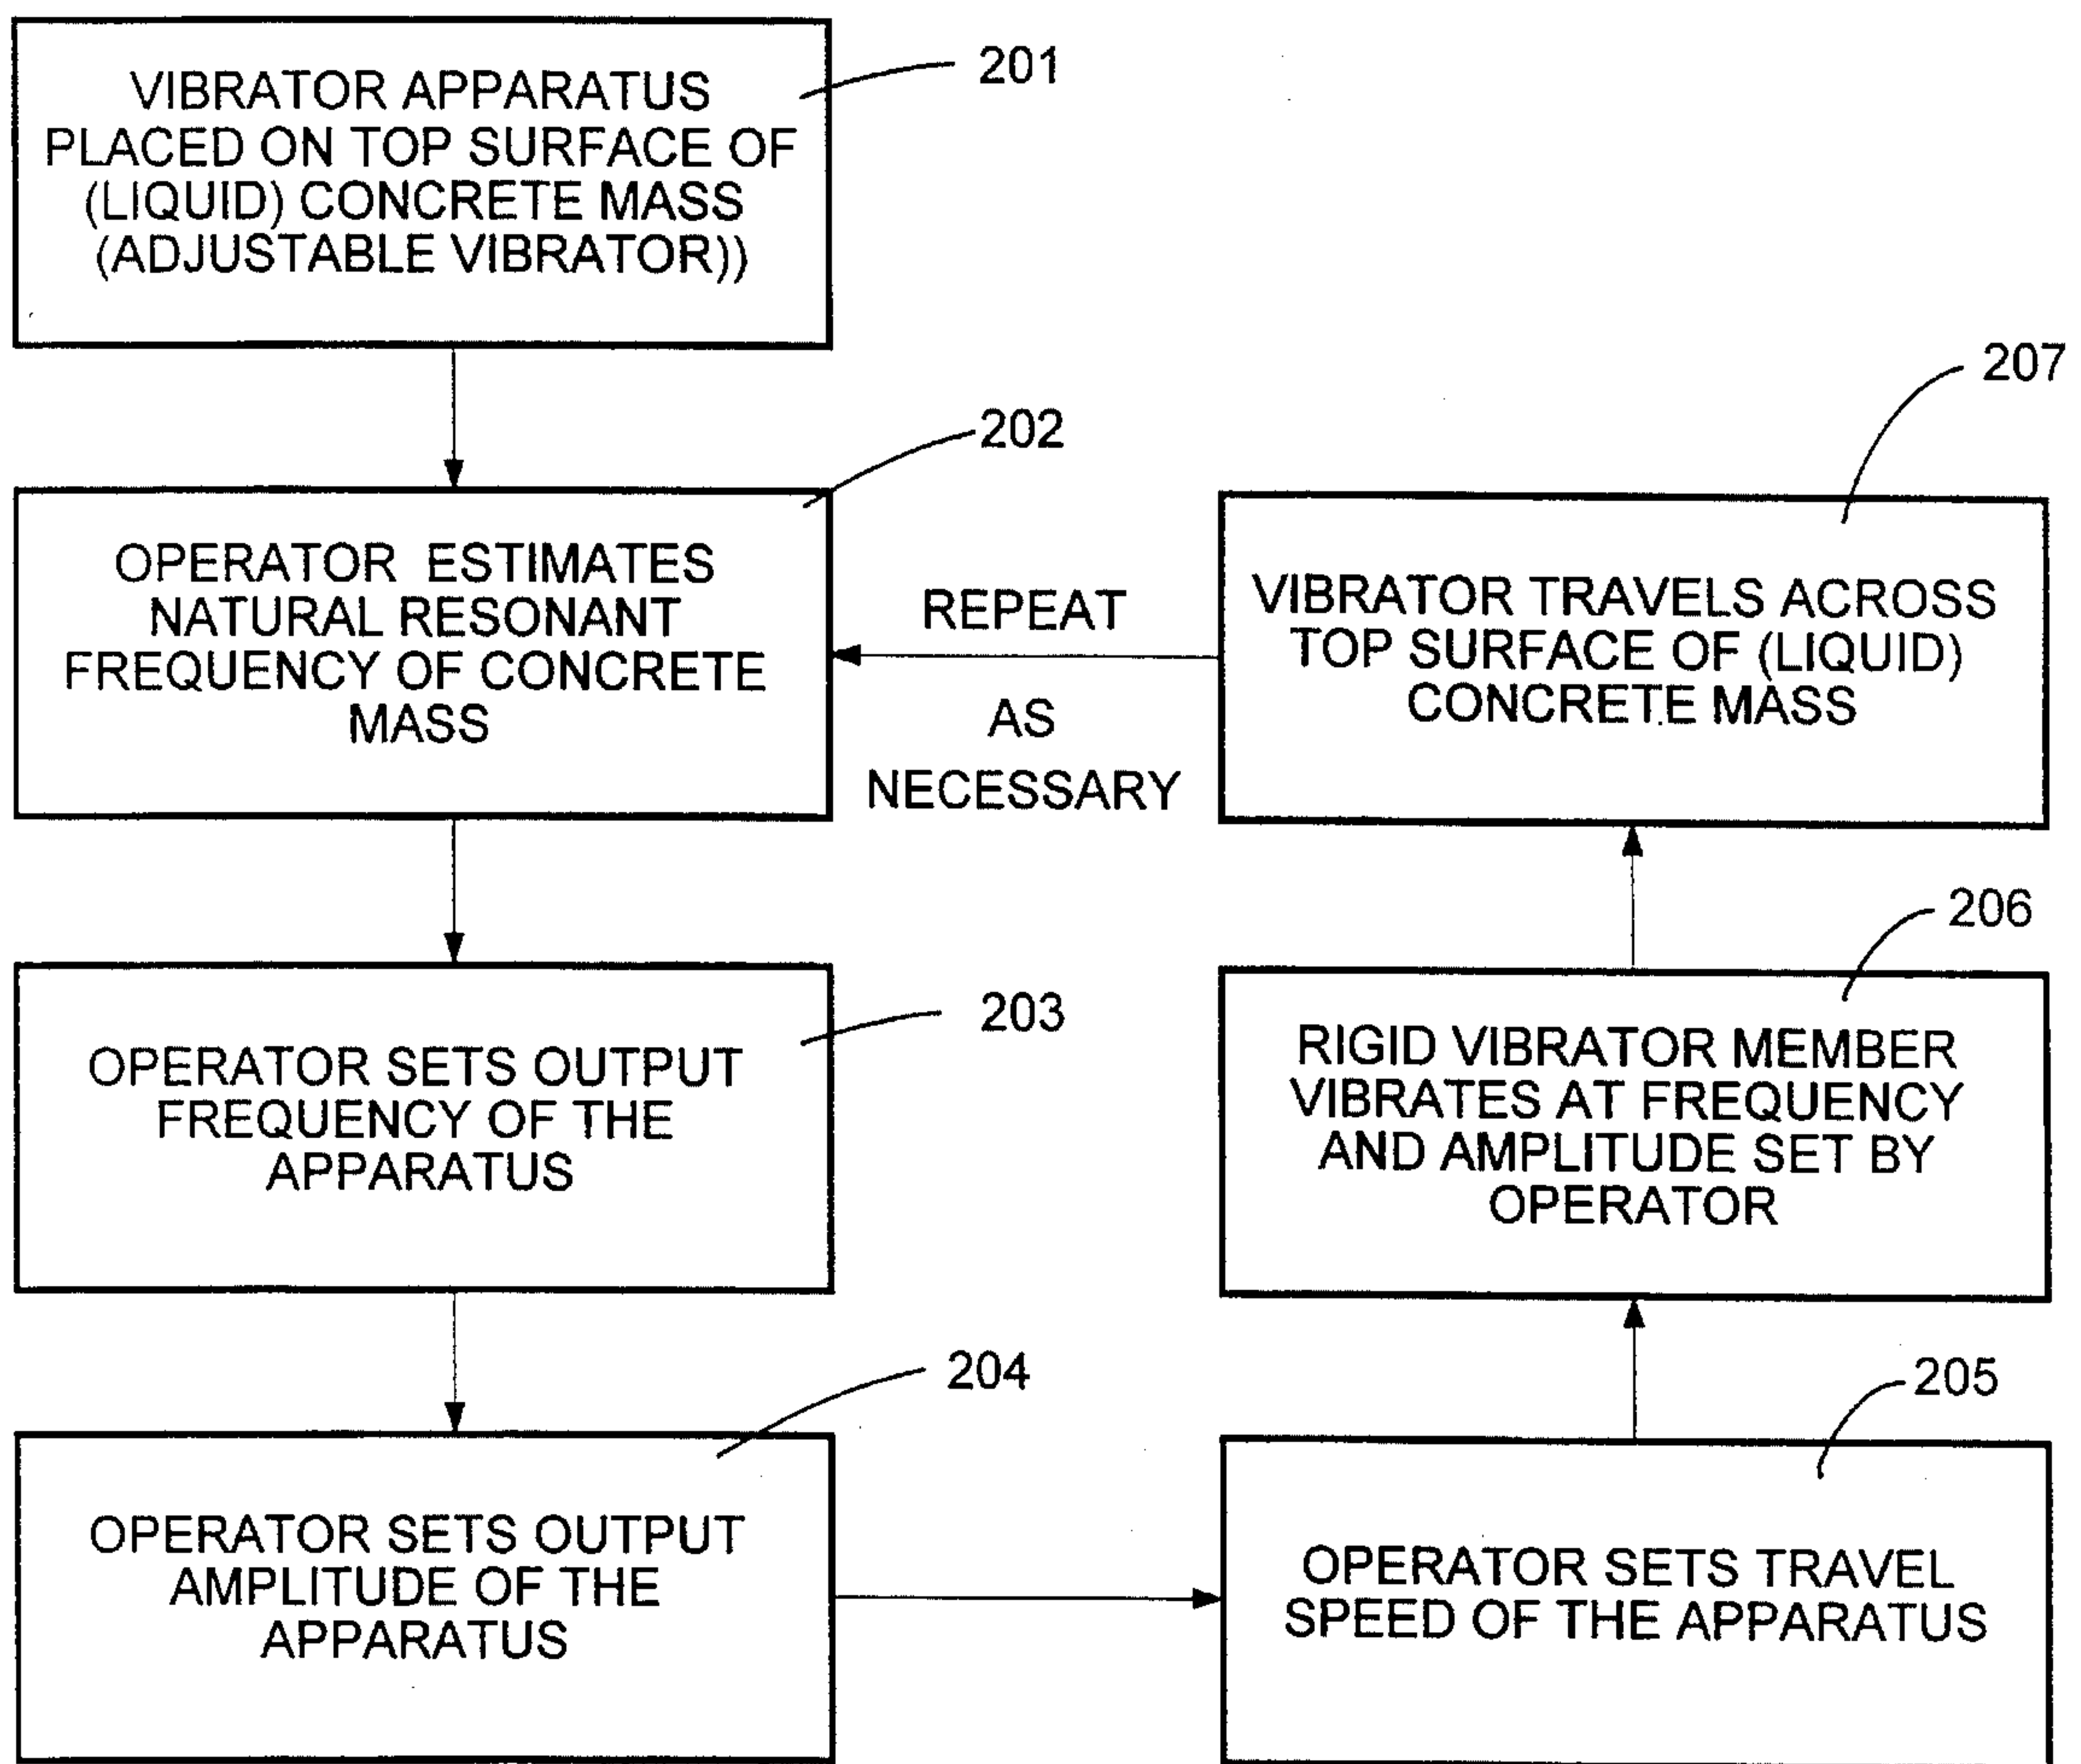 VIBRATOR APPARATUS
PLACED ON TOP SURFACE OF
(LIQUID) CONCRETE MASS
(ADJUSTABLE VIBRATOR))
201
OPERATOR ESTIMATES
NATURAL RESONANT
FREQUENCY OF CONCRETE
MASS
202
OPERATOR SETS OUTPUT
FREQUENCY OF THE
APPARATUS
203
OPERATOR SETS OUTPUT
AMPLITUDE OF THE
APPARATUS
204
OPERATOR SETS TRAVEL
SPEED OF THE APPARATUS
205
RIGID VIBRATOR MEMBER
VIBRATES AT FREQUENCY
AND AMPLITUDE SET BY
OPERATOR
206
VIBRATOR TRAVELS ACROSS
TOP SURFACE OF (LIQUID)
CONCRETE MASS
207
REPEAT
AS
NECESSARY